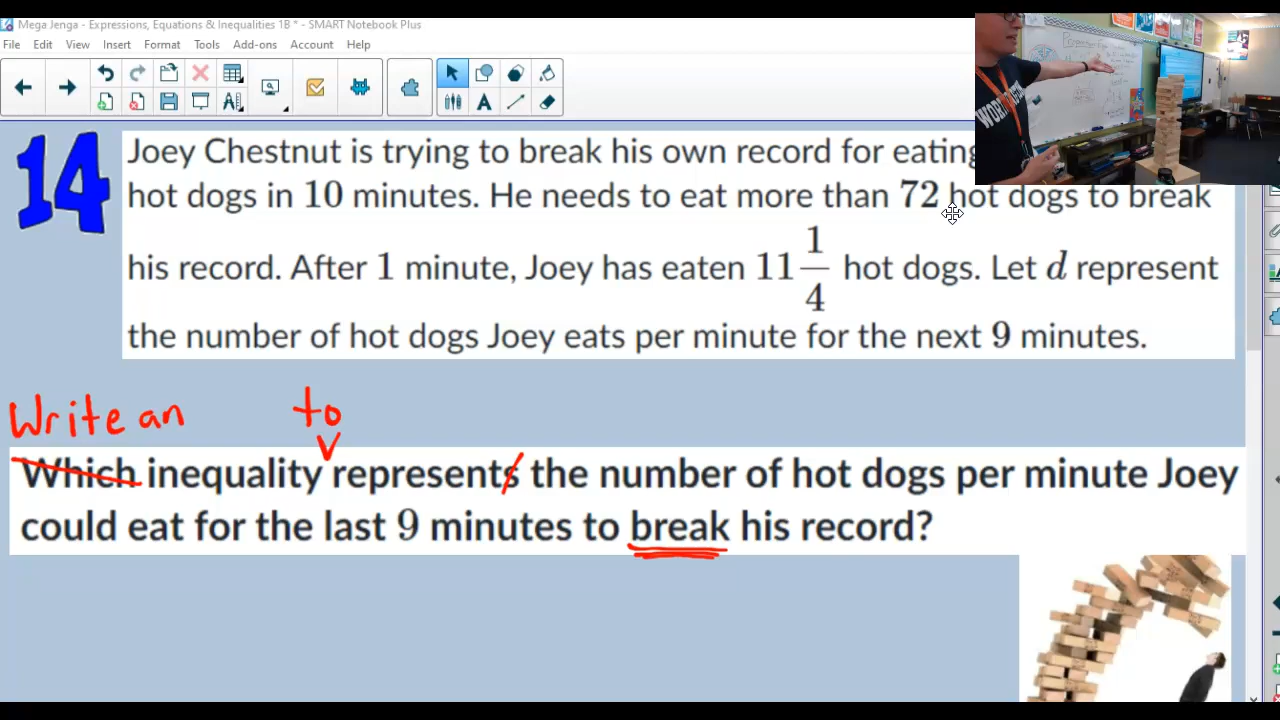 Mega Jenga - Expressions, Equations & Inequalities 1B * - SMART Notebook Plus
File Edit View Insert Format Tools Add-ons Account Help
14
Joey Chestnut is trying to break his own record for eating
hot dogs in 10 minutes. He needs to eat more than 72 hot dogs to break
his record. After 1 minute, Joey has eaten 11 1/4 hot dogs. Let d represent
the number of hot dogs Joey eats per minute for the next 9 minutes.
Write an to
Which inequality represents the number of hot dogs per minute Joey
could eat for the last 9 minutes to break his record?